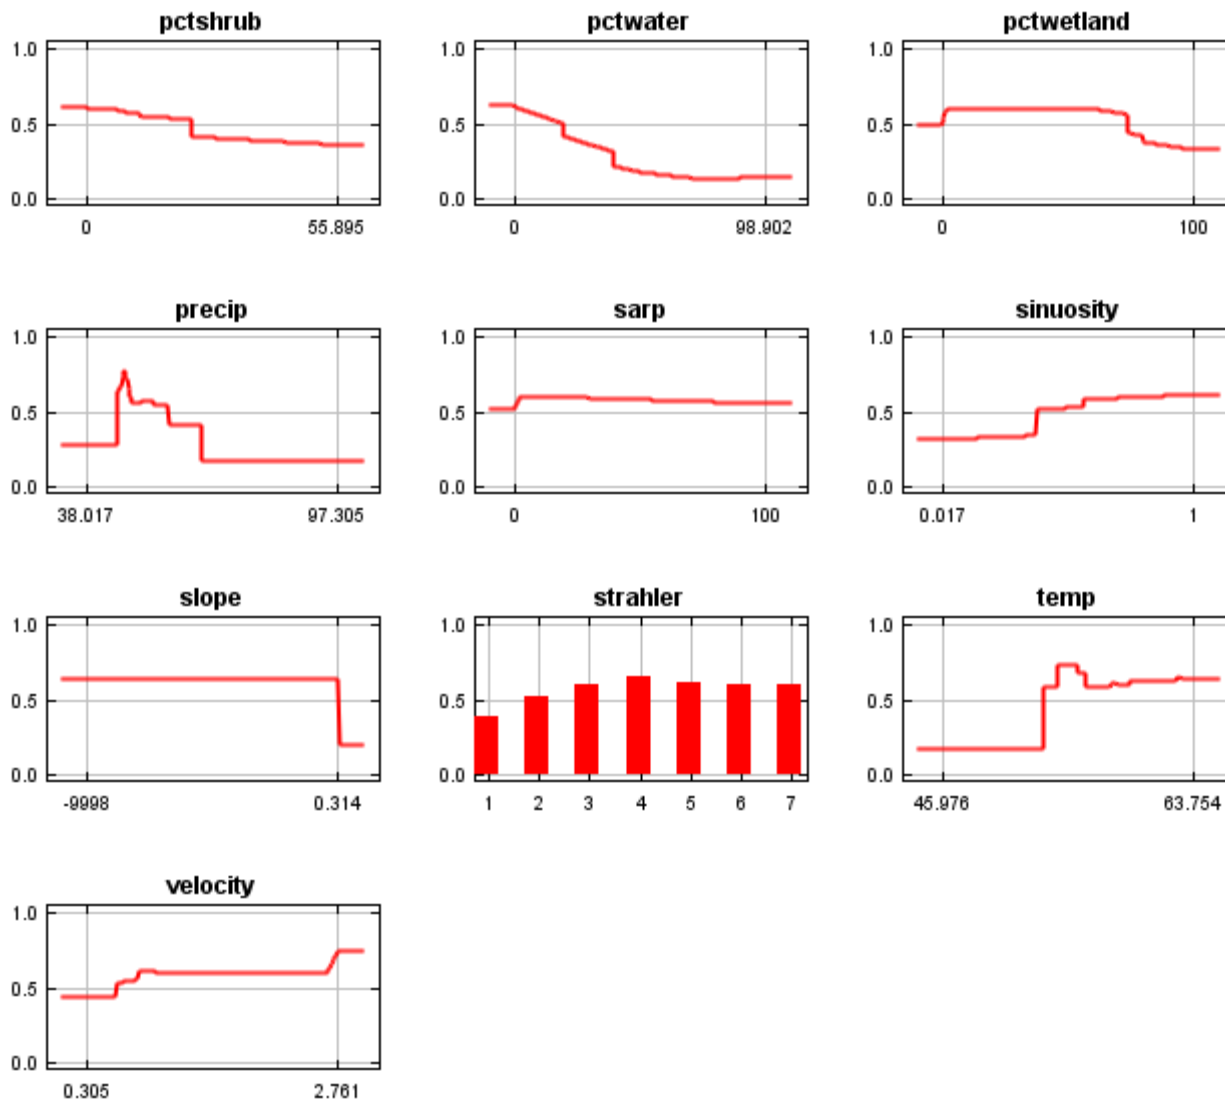 pctshrub pctwater pctwetland
1.0 1.0 1.0
0.5 0.5 0.5
0.0 0.0 0.0
0 55.895 0 98.902 0 100
precip sarp sinuosity
1.0 1.0 1.0
0.5 0.5 0.5
0.0 0.0 0.0
38.017 97.305 0 100 0.017 1
slope strahler temp
1.0 1.0 1.0
0.5 0.5 0.5
0.0 0.0 0.0
-9998 0.314 1 2 3 4 5 6 7 45.976 63.754
velocity
1.0
0.5
0.0
0.305 2.761